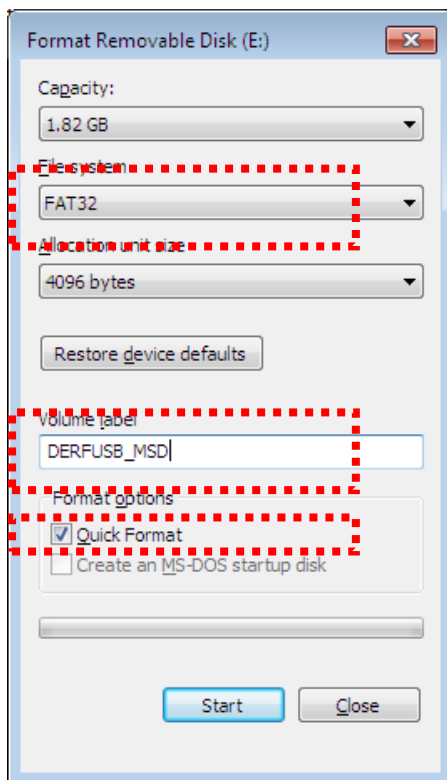 Format Removable Disk (E:)
Capacity:
1.82 GB
File system
FAT32
Allocation unit size
4096 bytes
Restore device defaults
Volume label
DERFUSB_MSD
Format options
Quick Format
Create an MS-DOS startup disk
Start
Close